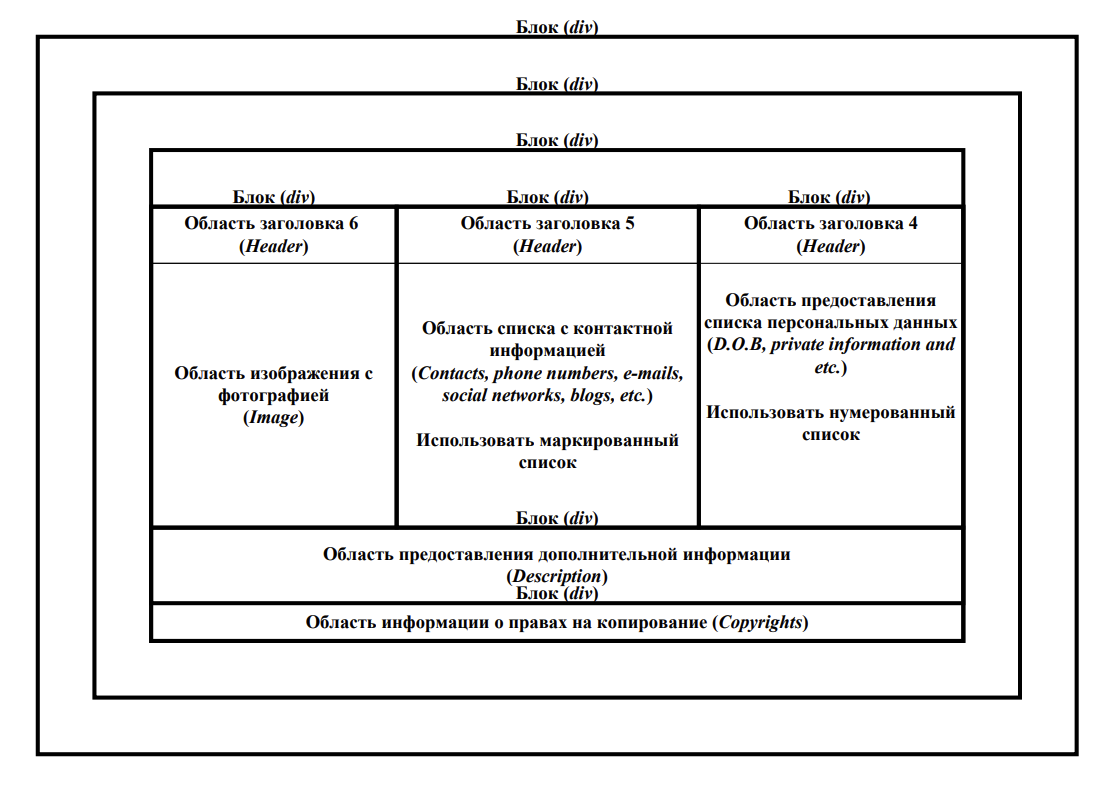 Блок (div)
Блок (div)
Блок (div)
Блок (div)
Блок (div)
Блок (div)
Область заголовка 6
(Header)
Область заголовка 5
(Header)
Область заголовка 4
(Header)
Область изображения с
фотографией
(Image)
Область списка с контактной
информацией
(Contacts, phone numbers, e-mails,
social networks, blogs, etc.)
Использовать маркированный
список
Область предоставления
списка персональных данных
(D.O.B, private information and
etc.)
Использовать нумерованный
список
Блок (div)
Область предоставления дополнительной информации
(Description)
Блок (div)
Область информации о правах на копирование (Copyrights)